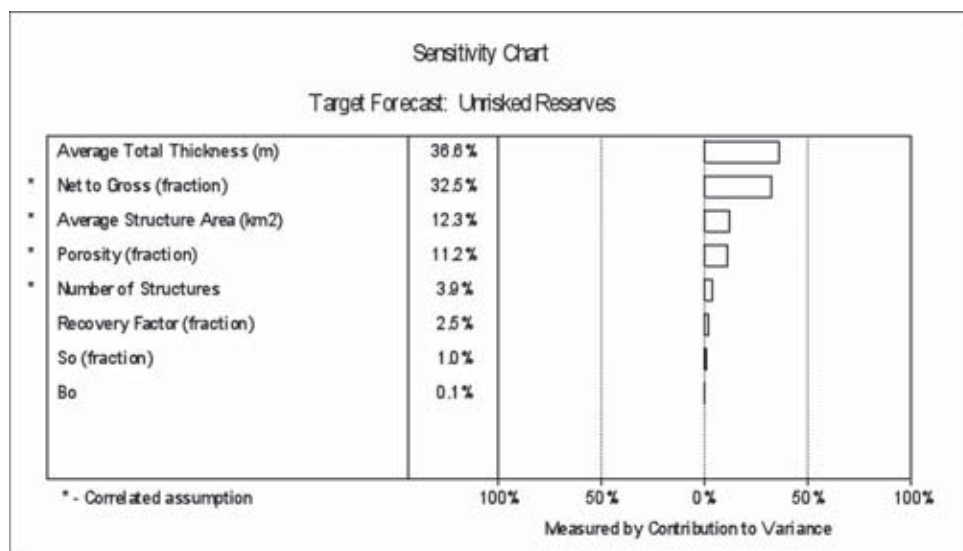 Sensitivity Chart
Target Forecast: Unrisked Reserves
Average Total Thickness (m) 36.6%
* Net to Gross (fraction) 32.5%
* Average Structure Area (km2) 12.3%
* Porosity (fraction) 11.2%
* Number of Structures 3.9%
Recovery Factor (fraction) 2.5%
So (fraction) 1.0%
Bo 0.1%
* - Correlated assumption 100% 50% 0% 50% 100%
Measured by Contribution to Variance